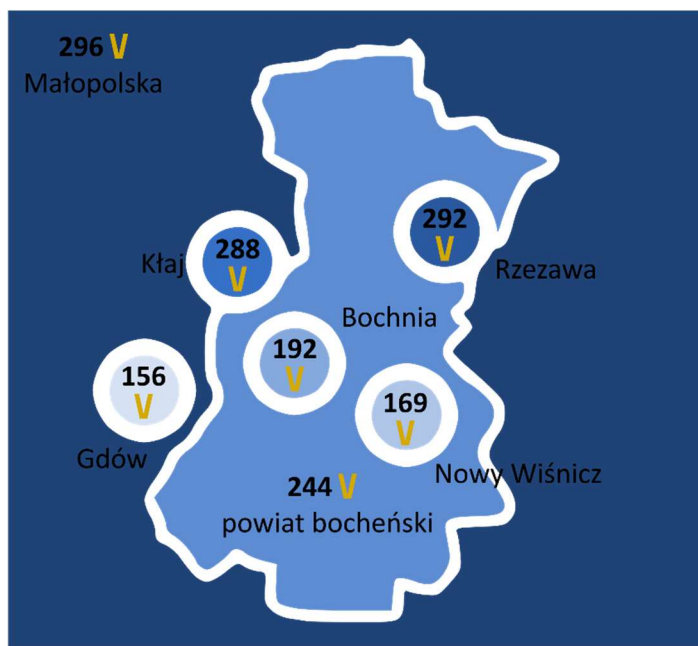 296 V
Małopolska
292
V
288
V
Kłaj
Rzezawa
Bochnia
192
V
156
V
169
V
Gdów
Nowy Wiśnicz
244 V
powiat bocheński